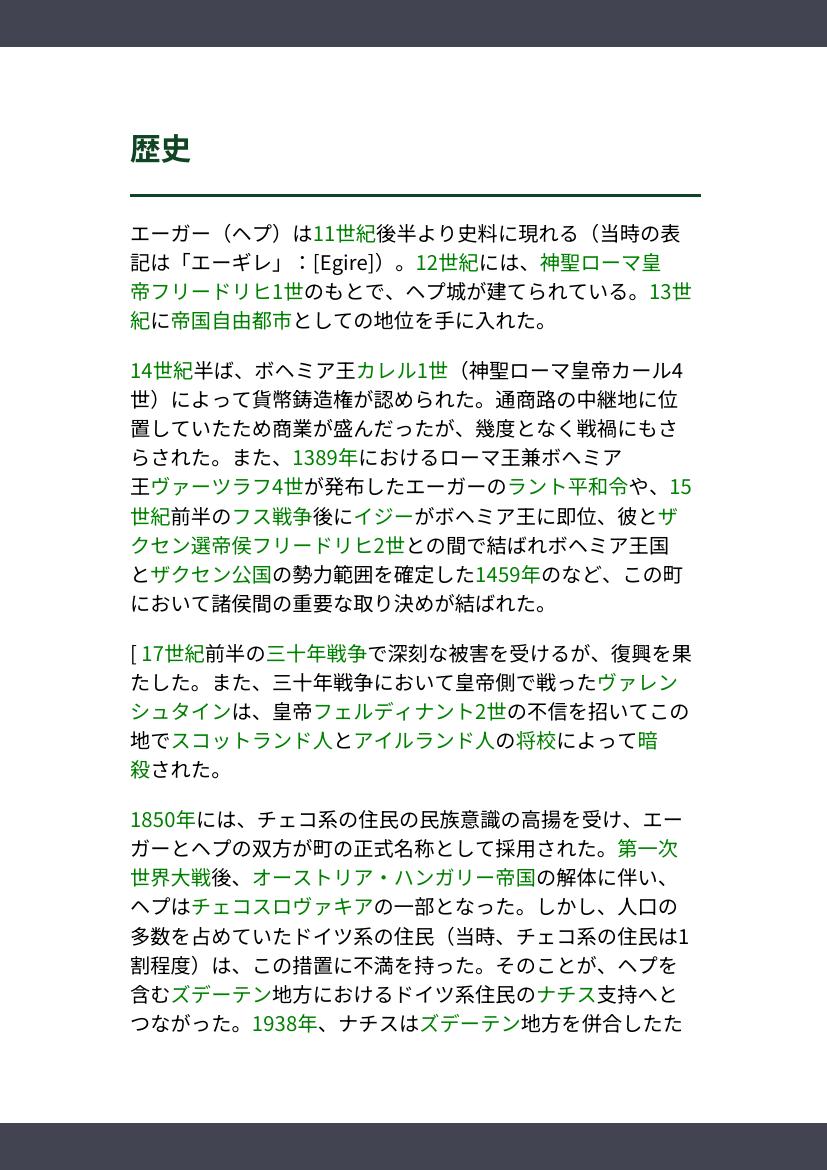 歴史
エーガー（ヘプ）は11世紀後半より史料に現れる（当時の表
記は「エーギレ」：[Egire]）。12世紀には、神聖ローマ皇
帝フリードリヒ1世のもとで、ヘプ城が建てられている。13世
紀に帝国自由都市としての地位を手に入れた。
14世紀半ば、ボヘミア王カレル1世（神聖ローマ皇帝カール4
世）によって貨幣鋳造権が認められた。通商路の中継地に位
置していたため商業が盛んだったが、幾度となく戦禍にもさ
らされた。また、1389年におけるローマ王兼ボヘミア
王ヴァーツラフ4世が発布したエーガーのラント平和令や、15
世紀前半のフス戦争後にイジーがボヘミア王に即位、彼とザ
クセン選帝侯フリードリヒ2世との間で結ばれボヘミア王国
とザクセン公国の勢力範囲を確定した1459年のなど、この町
において諸侯間の重要な取り決めが結ばれた。
[ 17世紀前半の三十年戦争で深刻な被害を受けるが、復興を果
たした。また、三十年戦争において皇帝側で戦ったヴァレン
シュタインは、皇帝フェルディナント2世の不信を招いてこの
地でスコットランド人とアイルランド人の将校によって暗
殺された。
1850年には、チェコ系の住民の民族意識の高揚を受け、エー
ガーとヘプの双方が町の正式名称として採用された。第一次
世界大戦後、オーストリア・ハンガリー帝国の解体に伴い、
ヘプはチェコスロヴァキアの一部となった。しかし、人口の
多数を占めていたドイツ系の住民（当時、チェコ系の住民は1
割程度）は、この措置に不満を持った。そのことが、ヘプを
含むズデーテン地方におけるドイツ系住民のナチス支持へと
つながった。1938年、ナチスはズデーテン地方を併合したた